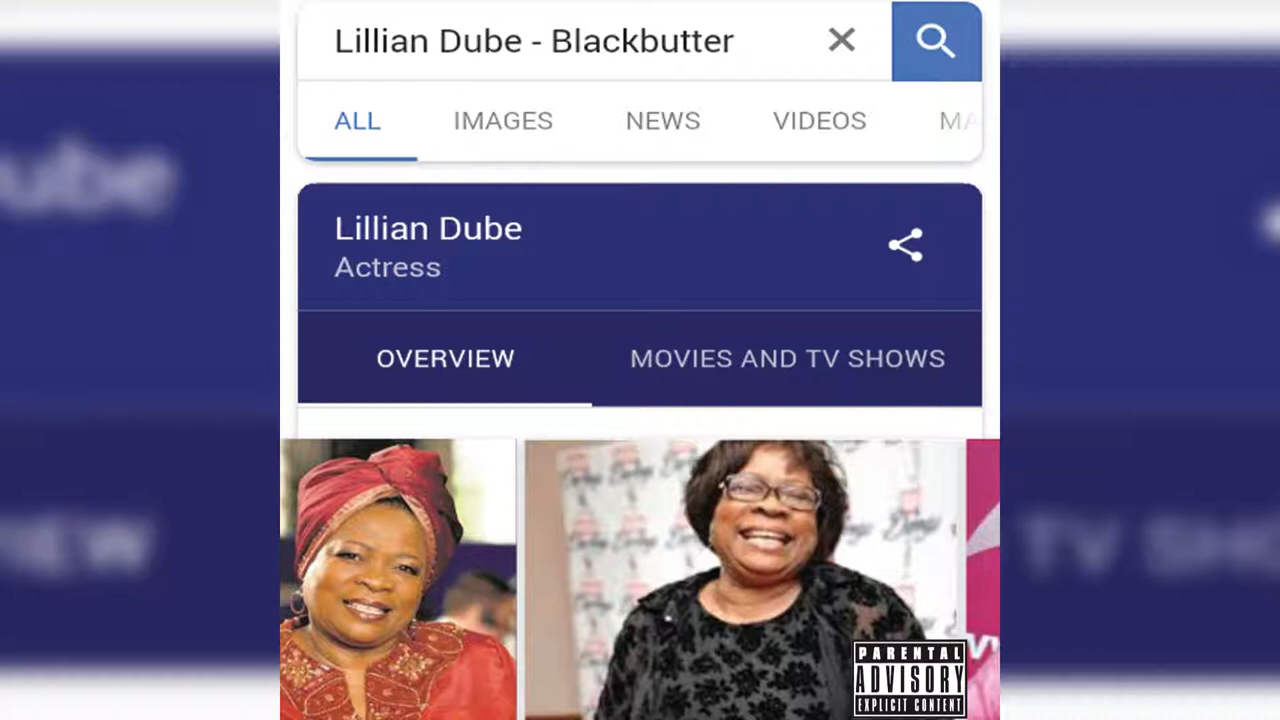 Lillian Dube - Blackbutter
ALL IMAGES NEWS VIDEOS MA
Lillian Dube
Actress
OVERVIEW MOVIES AND TV SHOWS
PARENTAL
ADVISORY
EXPLICIT CONTENT